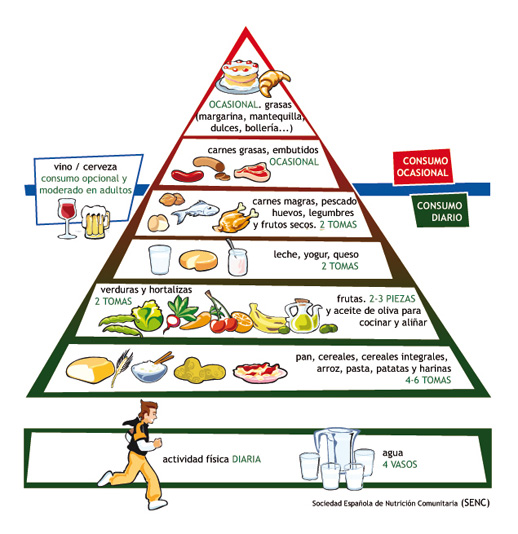 OCASIONAL. grasas
(margarina, mantequilla,
dulces, bollería...)
carnes grasas, embutidos
OCASIONAL
vino / cerveza
consumo opcional y
moderado en adultos
CONSUMO
OCASIONAL
CONSUMO
DIARIO
carnes magras, pescado
huevos, legumbres
y frutos secos. 2 TOMAS
leche, yogur, queso
2 TOMAS
verduras y hortalizas
2 TOMAS
frutas. 2-3 PIEZAS
y aceite de oliva para
cocinar y aliñar
pan, cereales, cereales integrales,
arroz, pasta, patatas y harinas
4-6 TOMAS
actividad física DIARIA
agua
4 VASOS
Sociedad Española de Nutrición Comunitaria (SENC)